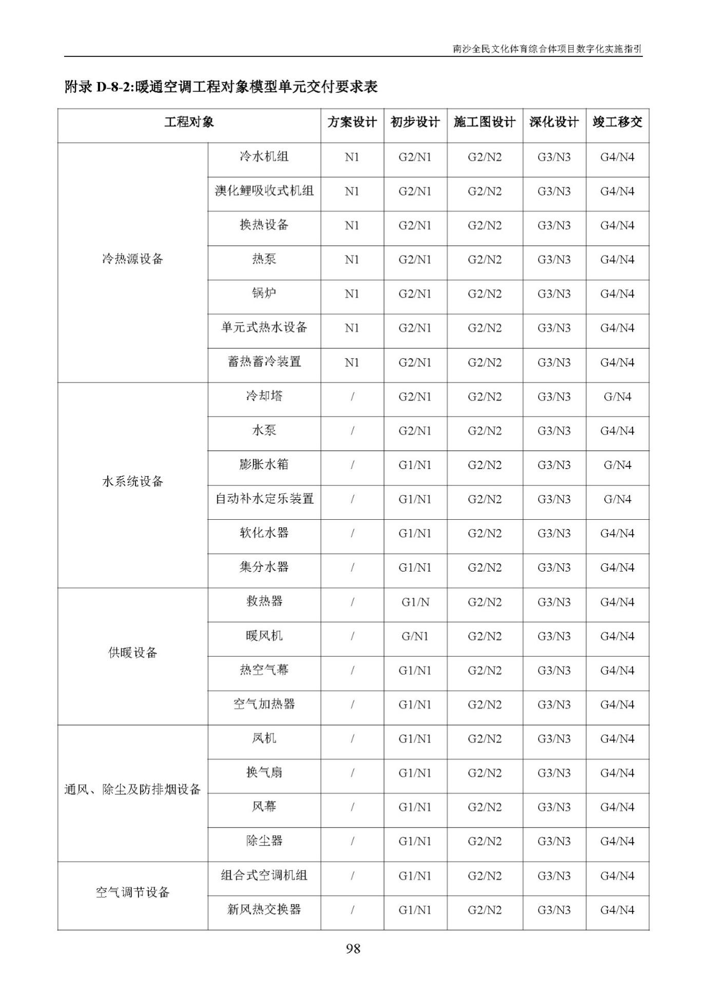 南沙全民文化体育综合体项目数字化实施指引
附录 D-8-2:暖通空调工程对象模型单元交付要求表
工程对象 方案设计 初步设计 施工图设计 深化设计 竣工移交
冷热源设备
冷水机组 N1 G2/N1 G2/N2 G3/N3 G4/N4
澳化鲤吸收式机组 N1 G2/N1 G2/N2 G3/N3 G4/N4
换热设备 N1 G2/N1 G2/N2 G3/N3 G4/N4
热泵 N1 G2/N1 G2/N2 G3/N3 G4/N4
锅炉 N1 G2/N1 G2/N2 G3/N3 G4/N4
单元式热水设备 N1 G2/N1 G2/N2 G3/N3 G4/N4
蓄热蓄冷装置 N1 G2/N1 G2/N2 G3/N3 G4/N4
水系统设备
冷却塔 / G2/N1 G2/N2 G3/N3 G/N4
水泵 / G2/N1 G2/N2 G3/N3 G4/N4
膨胀水箱 / G1/N1 G2/N2 G3/N3 G/N4
自动补水定乐装置 / G1/N1 G2/N2 G3/N3 G/N4
软化水器 / G1/N1 G2/N2 G3/N3 G4/N4
集分水器 / G1/N1 G2/N2 G3/N3 G4/N4
供暖设备
救热器 / G1/N G2/N2 G3/N3 G4/N4
暖风机 / G/N1 G2/N2 G3/N3 G4/N4
热空气幕 / G1/N1 G2/N2 G3/N3 G4/N4
空气加热器 / G1/N1 G2/N2 G3/N3 G4/N4
通风、除尘及防排烟设备
凤机 / G1/N1 G2/N2 G3/N3 G4/N4
换气扇 / G1/N1 G2/N2 G3/N3 G4/N4
风幕 / G1/N1 G2/N2 G3/N3 G4/N4
除尘器 / G1/N1 G2/N2 G3/N3 G4/N4
空气调节设备
组合式空调机组 / G1/N1 G2/N2 G3/N3 G4/N4
新风热交换器 / G1/N1 G2/N2 G3/N3 G4/N4
98